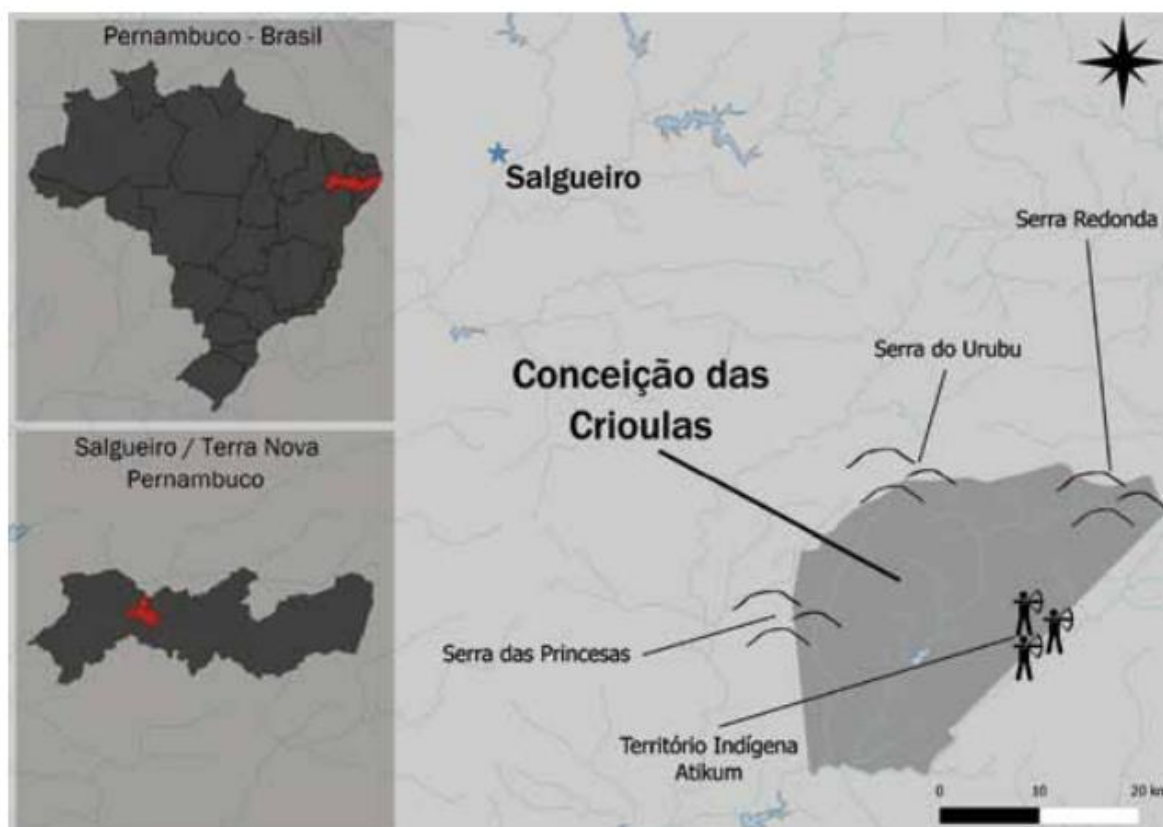 Pernambuco - Brasil
Salgueiro
Serra Redonda
Serra do Urubu
Conceição das
Crioulas
Salgueiro / Terra Nova
Pernambuco
Serra das Princesas
Território Indígena
Atikum
0 10 20 km